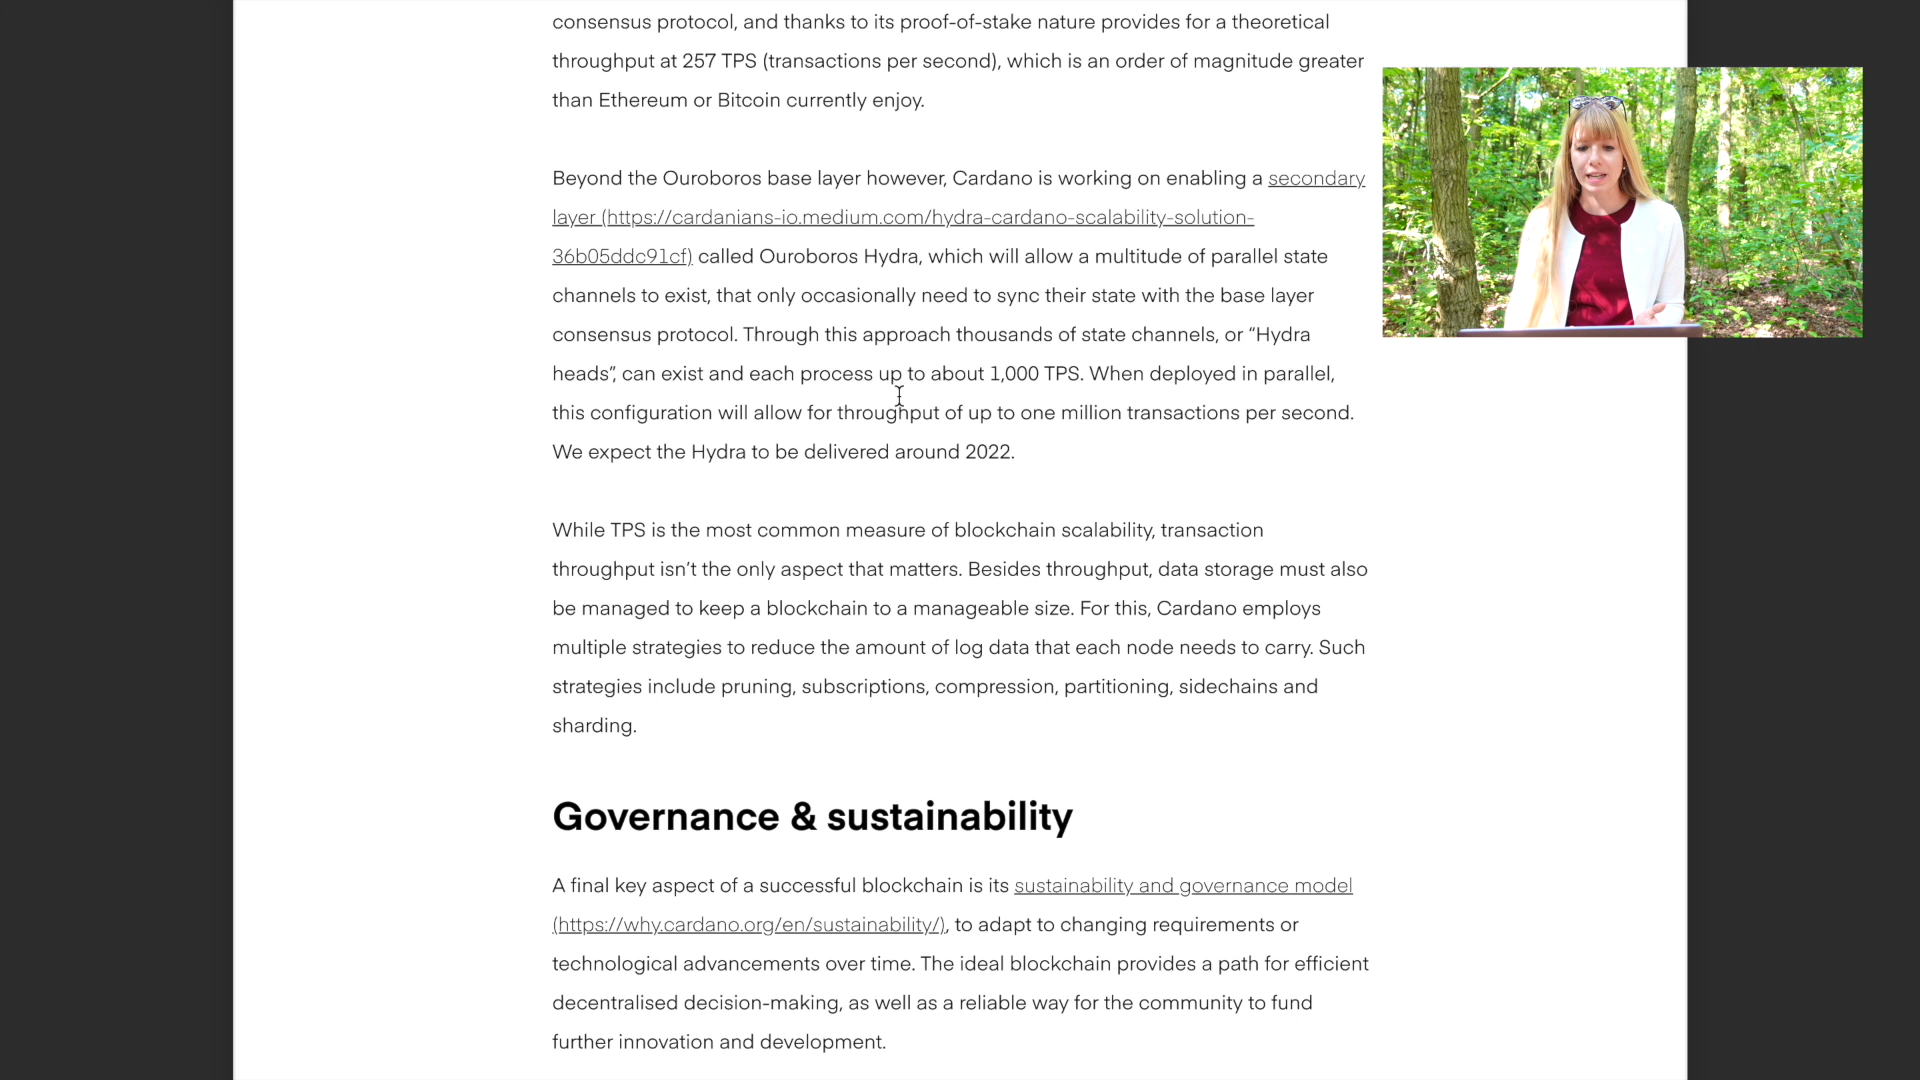 consensus protocol, and thanks to its proof-of-stake nature provides for a theoretical
throughput at 257 TPS (transactions per second), which is an order of magnitude greater
than Ethereum or Bitcoin currently enjoy.
Beyond the Ouroboros base layer however, Cardano is working on enabling a secondary
layer (https://cardanians-io.medium.com/hydra-cardano-scalability-solution-
36b05ddc91cf) called Ouroboros Hydra, which will allow a multitude of parallel state
channels to exist, that only occasionally need to sync their state with the base layer
consensus protocol. Through this approach thousands of state channels, or “Hydra
heads”, can exist and each process up to about 1,000 TPS. When deployed in parallel,
this configuration will allow for throughput of up to one million transactions per second.
We expect the Hydra to be delivered around 2022.
While TPS is the most common measure of blockchain scalability, transaction
throughput isn’t the only aspect that matters. Besides throughput, data storage must also
be managed to keep a blockchain to a manageable size. For this, Cardano employs
multiple strategies to reduce the amount of log data that each node needs to carry. Such
strategies include pruning, subscriptions, compression, partitioning, sidechains and
sharding.
Governance & sustainability
A final key aspect of a successful blockchain is its sustainability and governance model
(https://why.cardano.org/en/sustainability/), to adapt to changing requirements or
technological advancements over time. The ideal blockchain provides a path for efficient
decentralised decision-making, as well as a reliable way for the community to fund
further innovation and development.